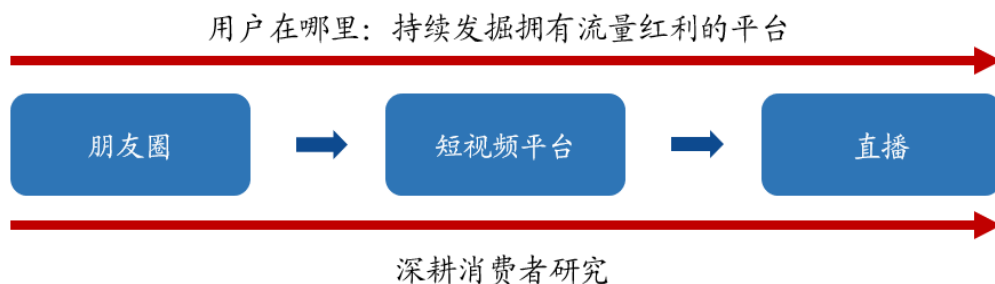 用户在哪里：持续发掘拥有流量红利的平台
朋友圈
短视频平台
直播
深耕消费者研究